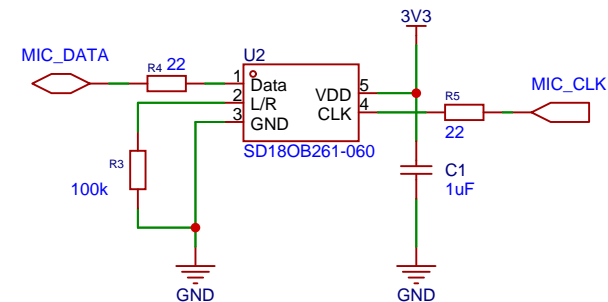 3V3
MIC_DATA
R4 22
U2
MIC_CLK
1 Data
2 L/R
3 GND
VDD 5
CLK 4
R5
22
SD18OB261-060
R3
100k
C1
1uF
GND
GND